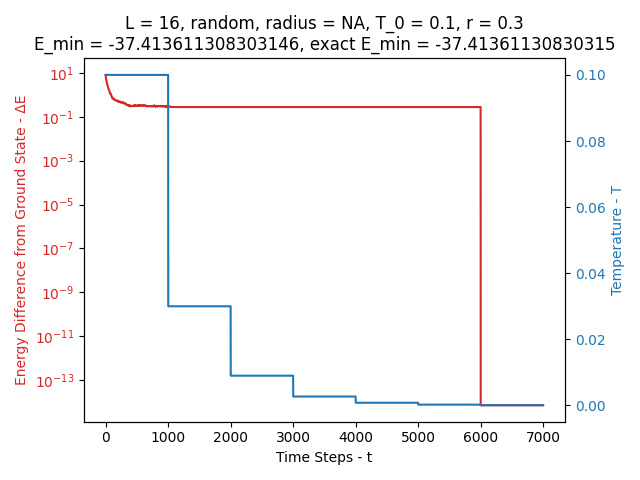 L = 16, random, radius = NA, T_0 = 0.1, r = 0.3
E_min = -37.413611308303146, exact E_min = -37.41361130830315
Energy Difference from Ground State - ΔE
10^1
10^-1
10^-3
10^-5
10^-7
10^-9
10^-11
10^-13
0.10
0.08
0.06
0.04
0.02
0.00
Temperature - T
0 1000 2000 3000 4000 5000 6000 7000
Time Steps - t